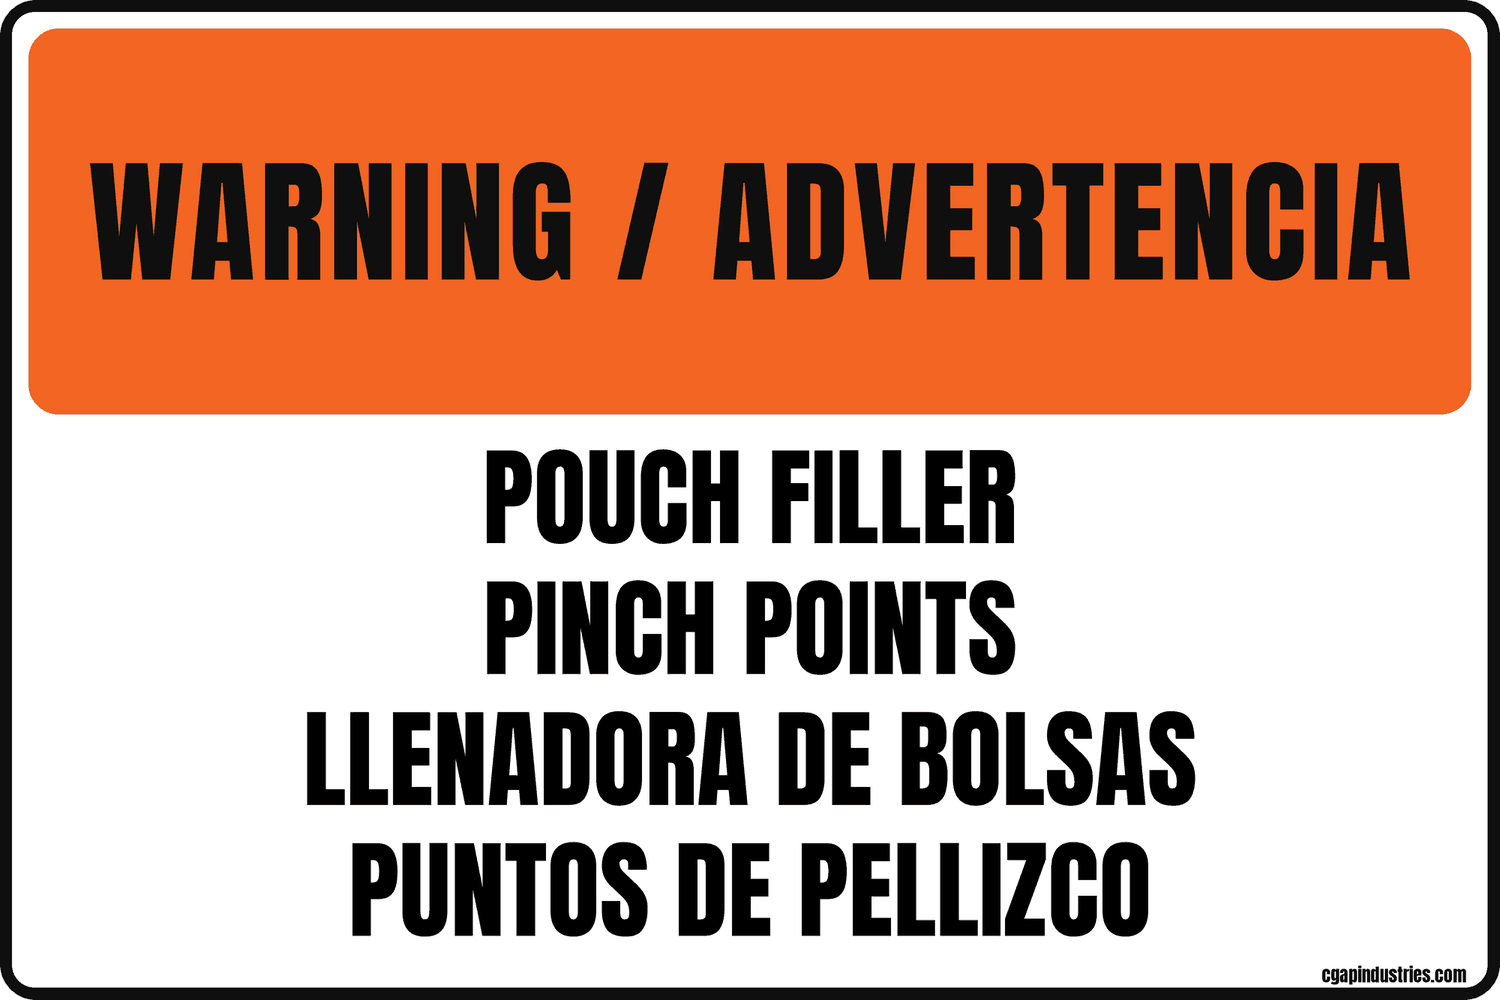 WARNING / ADVERTENCIA
POUCH FILLER
PINCH POINTS
LLENADORA DE BOLSAS
PUNTOS DE PELLIZCO
cgapindustries.com